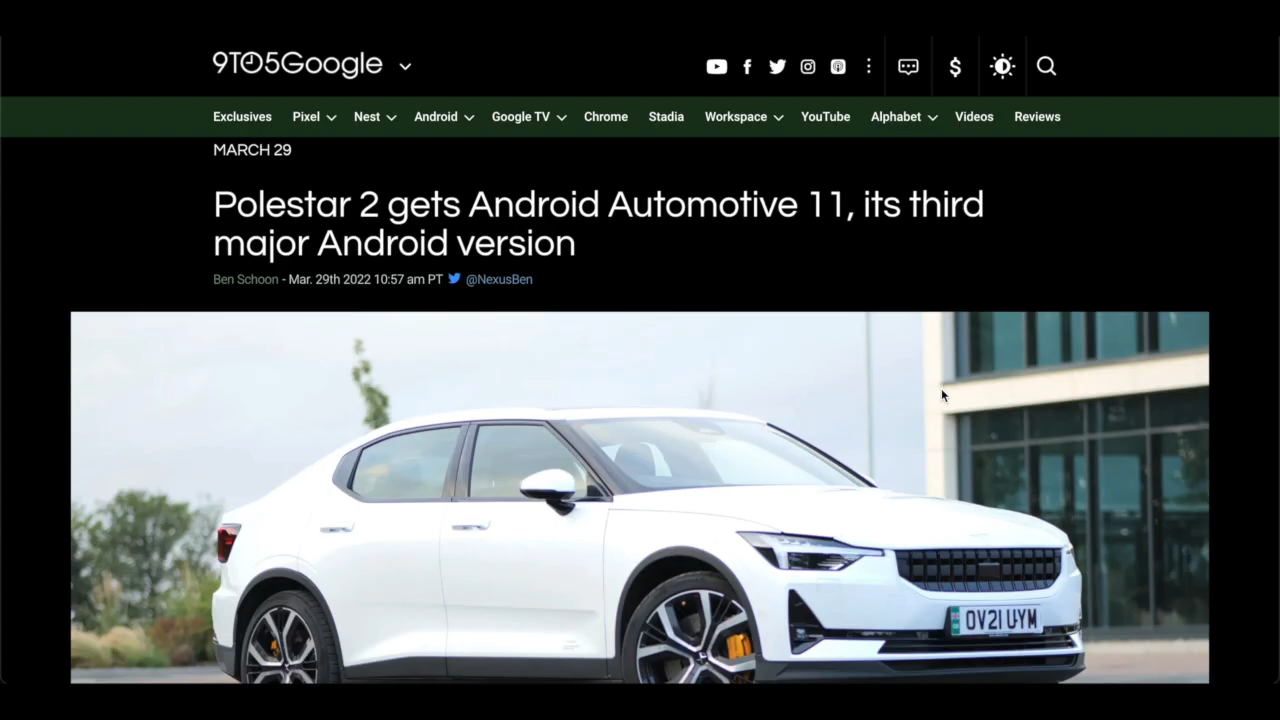 9TO5Google
$
Exclusives Pixel Nest Android Google TV Chrome Stadia Workspace YouTube Alphabet Videos Reviews
MARCH 29
Polestar 2 gets Android Automotive 11, its third
major Android version
Ben Schoon - Mar. 29th 2022 10:57 am PT @NexusBen
OV21 UYM